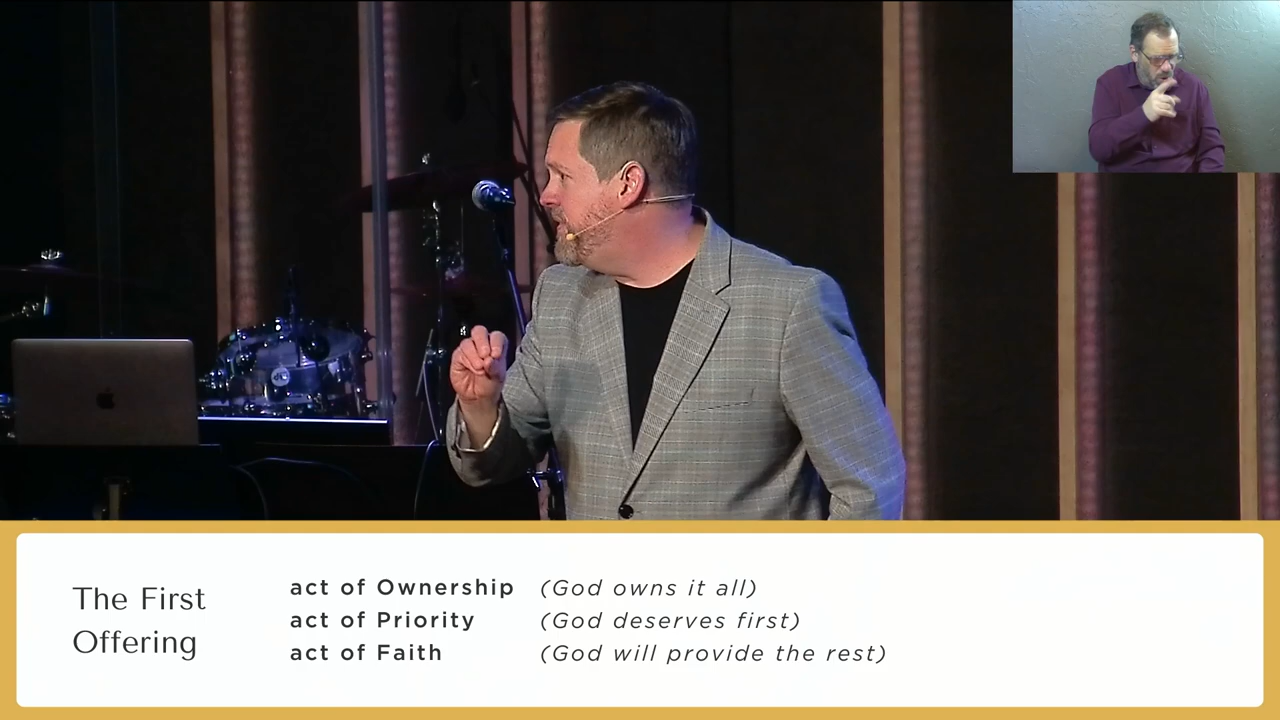 The First
Offering
act of Ownership (God owns it all)
act of Priority (God deserves first)
act of Faith (God will provide the rest)